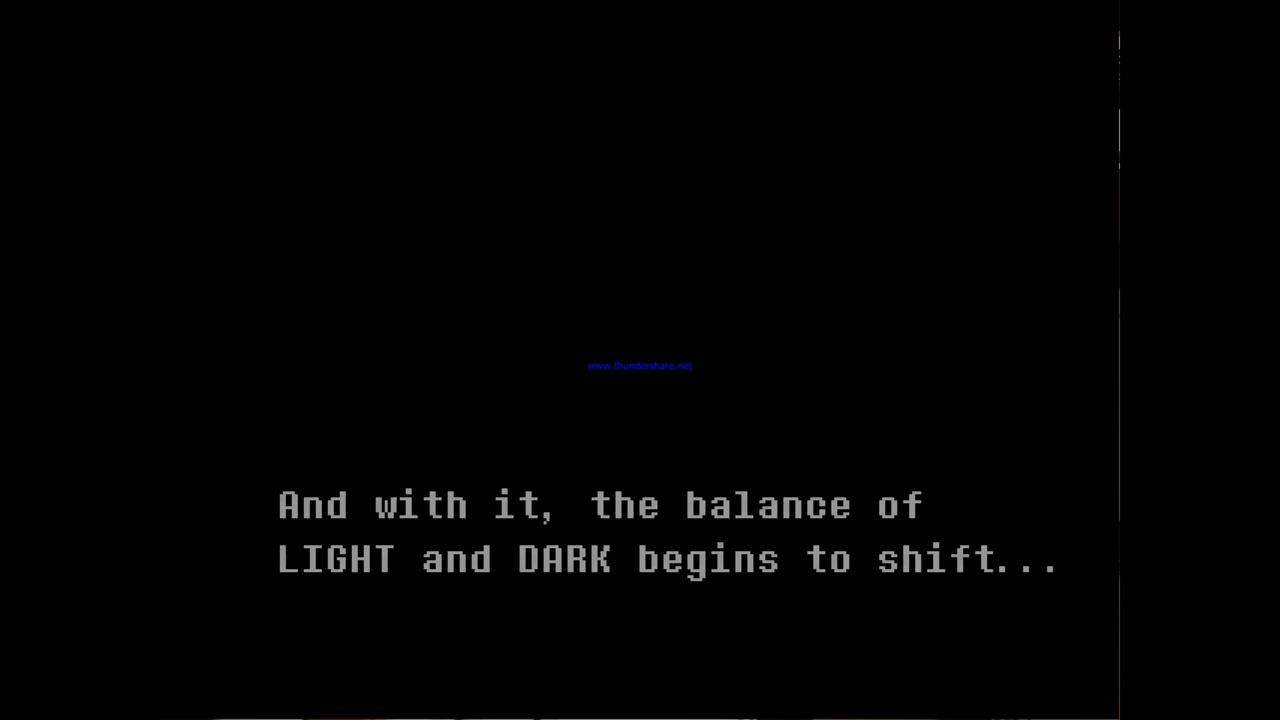 www.thundershare.net
And with it, the balance of
LIGHT and DARK begins to shift...